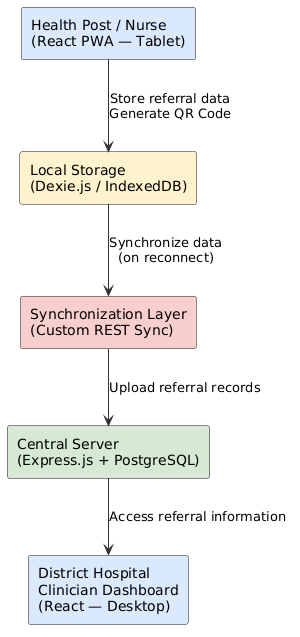 Health Post / Nurse
(React PWA — Tablet)
Store referral data
Generate QR Code
Local Storage
(Dexie.js / IndexedDB)
Synchronize data
(on reconnect)
Synchronization Layer
(Custom REST Sync)
Upload referral records
Central Server
(Express.js + PostgreSQL)
Access referral information
District Hospital
Clinician Dashboard
(React — Desktop)